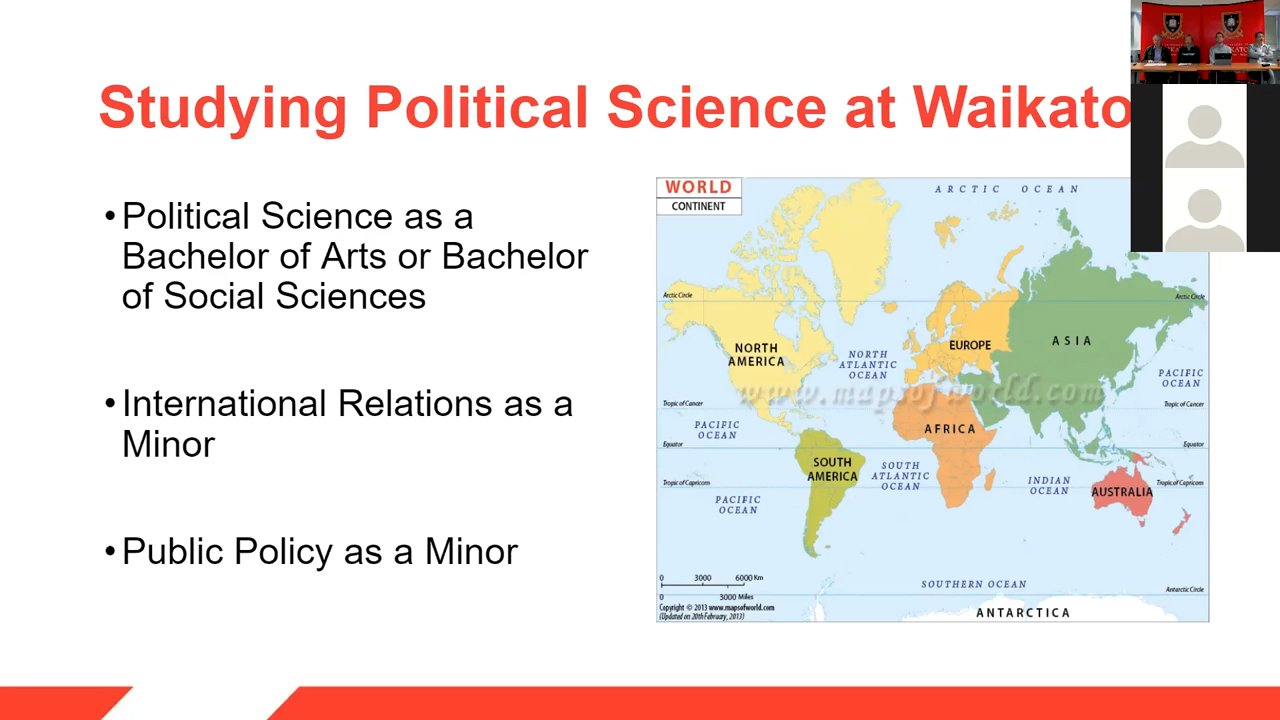 Studying Political Science at Waikato
•Political Science as a
Bachelor of Arts or Bachelor
of Social Sciences
•International Relations as a
Minor
•Public Policy as a Minor
WORLD
CONTINENT
ARCTIC OCEAN
Arctic Circle
Arctic Circle
NORTH
AMERICA
NORTH
ATLANTIC
OCEAN
EUROPE
ASIA
PACIFIC
OCEAN
www.mapsofworld.com
Tropic of Cancer
Tropic of Cancer
PACIFIC
OCEAN
AFRICA
Equator
Equator
SOUTH
AMERICA
SOUTH
ATLANTIC
OCEAN
INDIAN
OCEAN
Tropic of Capricorn
Tropic of Capricorn
AUSTRALIA
PACIFIC
OCEAN
0 3000 6000 Km
0 3000 Miles
SOUTHERN OCEAN
Antarctic Circle
Copyright © 2013 www.mapsofworld.com
(Updated on 20th February, 2013)
ANTARCTICA